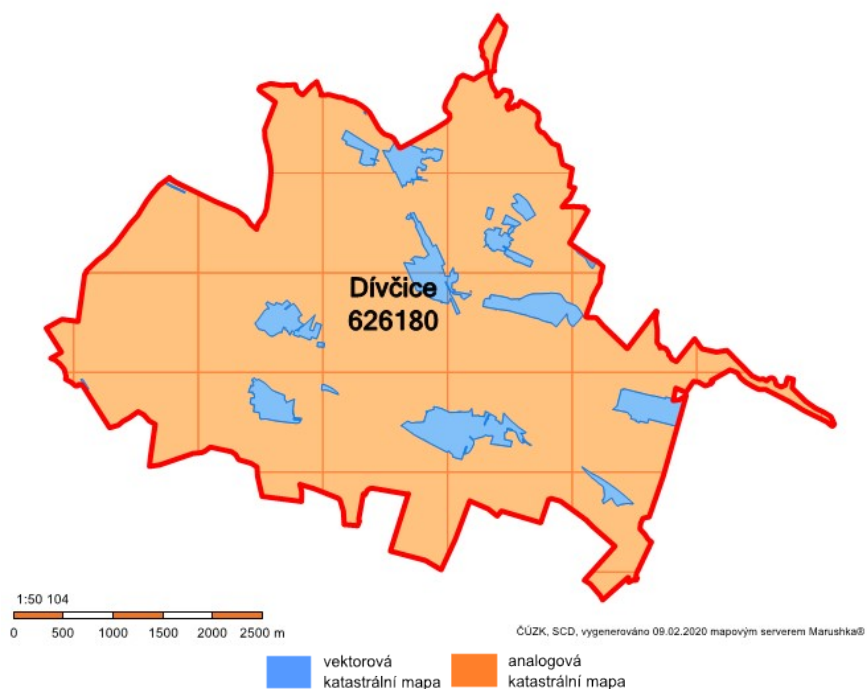 Dívčice
626180
1:50 104
0 500 1000 1500 2000 2500 m
ČÚZK, SCD, vygenerováno 09.02.2020 mapovým serverem Marushka®
vektorová
katastrální mapa
analogová
katastrální mapa